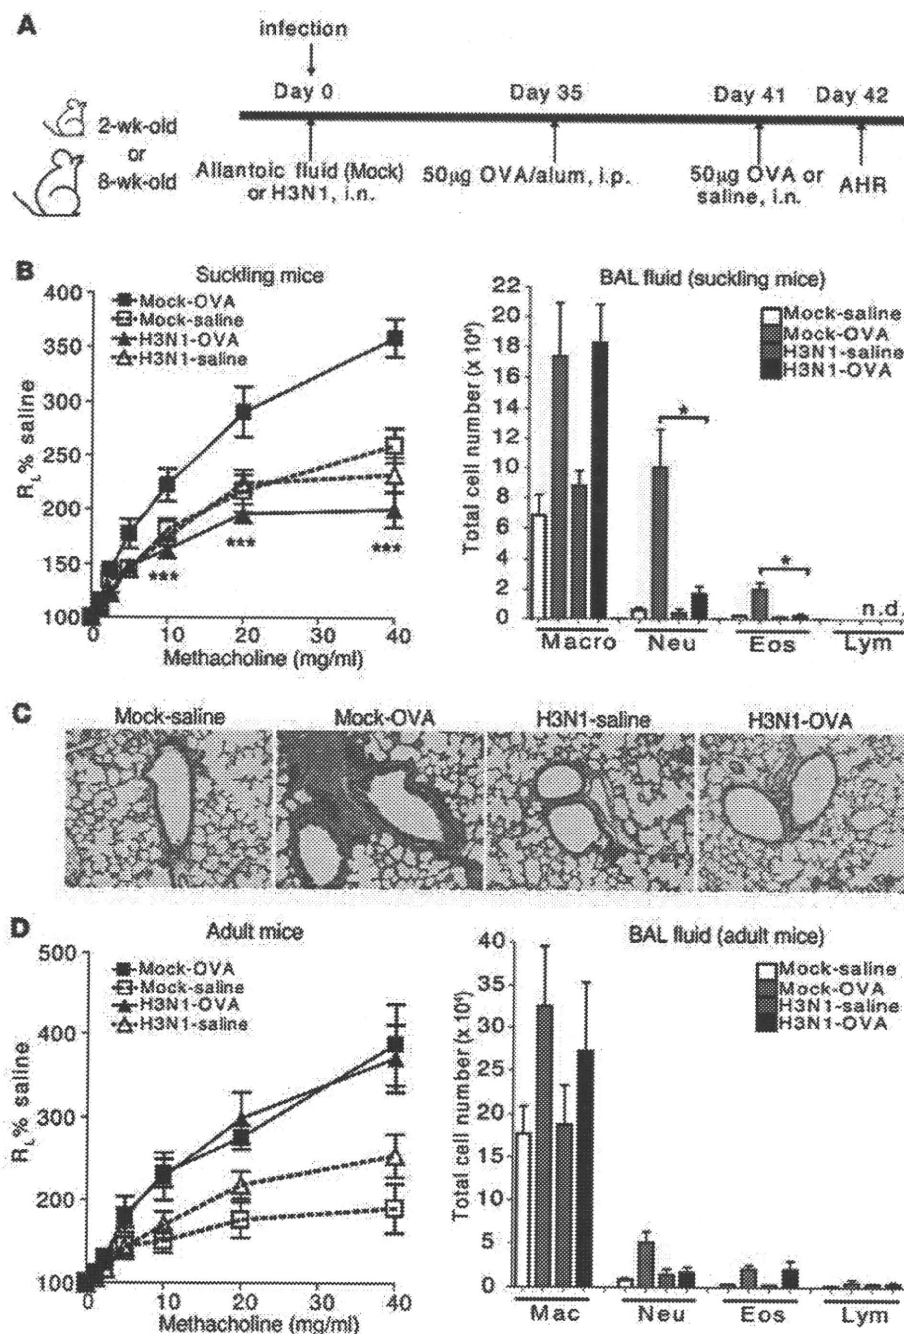 A
infection
Day 0 Day 35 Day 41 Day 42
2-wk-old
or
8-wk-old
Allantoic fluid (Mock)
or H3N1, i.n.
50μg OVA/alum, i.p.
50μg OVA or
saline, i.n.
AHR
B
Suckling mice
400
350
300
250
200
150
100
R_L% saline
Mock-OVA
Mock-saline
H3N1-OVA
H3N1-saline
***
***
***
0 10 20 30 40
Methacholine (mg/ml)
BAL fluid (suckling mice)
22
20
18
16
14
12
10
8
6
4
2
0
Total cell number (x 10⁴)
Mock-saline
Mock-OVA
H3N1-saline
H3N1-OVA
*
*
n.d.
Macro Neu Eos Lym
C
Mock-saline Mock-OVA H3N1-saline H3N1-OVA
D
Adult mice
500
400
300
200
100
R_L% saline
Mock-OVA
Mock-saline
H3N1-OVA
H3N1-saline
0 10 20 30 40
Methacholine (mg/ml)
BAL fluid (adult mice)
40
35
30
25
20
15
10
5
0
Total cell number (x 10⁴)
Mock-saline
Mock-OVA
H3N1-saline
H3N1-OVA
Mac Neu Eos Lym